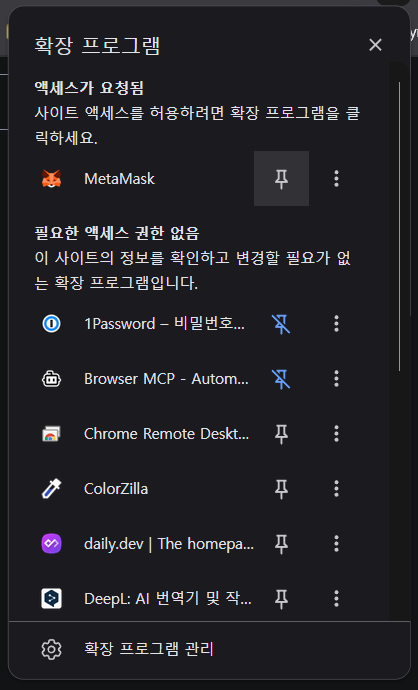 확장 프로그램
액세스가 요청됨
사이트 액세스를 허용하려면 확장 프로그램을 클
릭하세요.
MetaMask
필요한 액세스 권한 없음
이 사이트의 정보를 확인하고 변경할 필요가 없
는 확장 프로그램입니다.
1Password – 비밀번호...
Browser MCP - Autom...
Chrome Remote Deskt...
ColorZilla
daily.dev | The homepa...
DeepL: AI 번역기 및 작...
확장 프로그램 관리